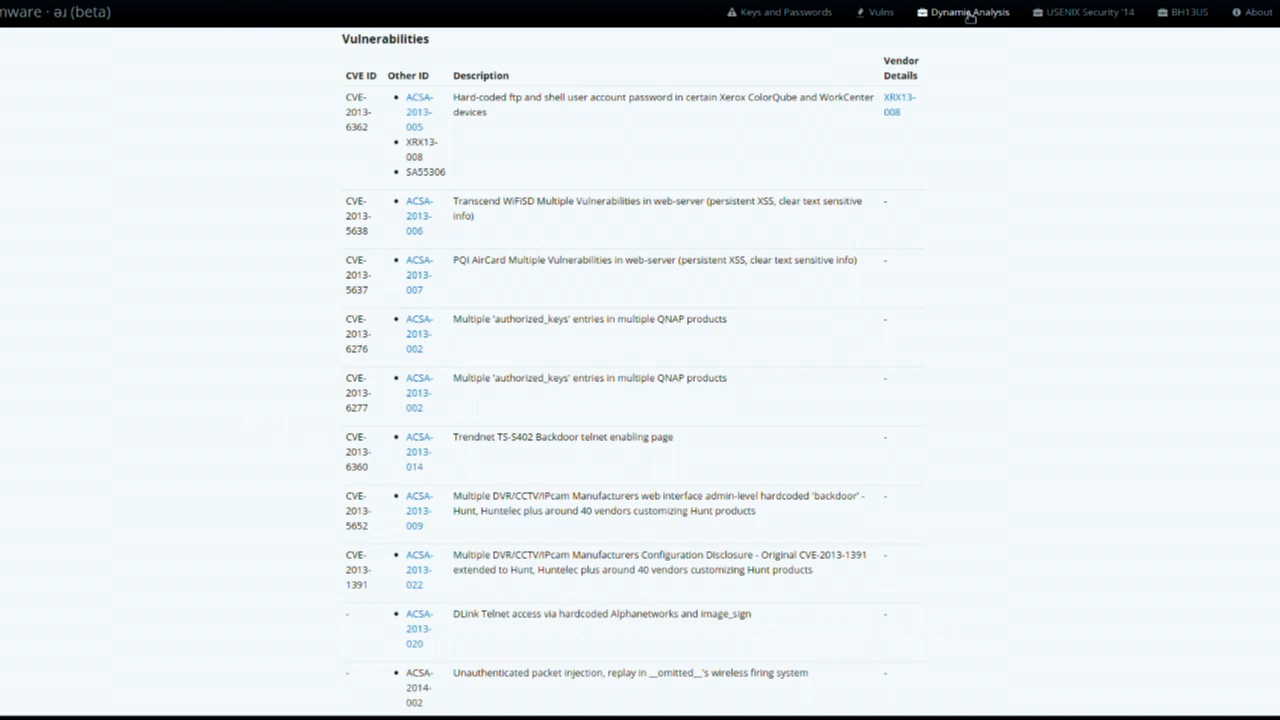 mware · əɹ (beta)
Keys and Passwords
Vulns
Dynamic Analysis
USENIX Security '14
BH13US
About
Vulnerabilities
CVE ID Other ID Description Vendor Details
CVE-2013-6362
ACSA-2013-005
XRX13-008
SA55306
Hard-coded ftp and shell user account password in certain Xerox ColorQube and WorkCenter
devices
XRX13-008
CVE-2013-5638
ACSA-2013-006
Transcend WiFiSD Multiple Vulnerabilities in web-server (persistent XSS, clear text sensitive
info)
-
CVE-2013-5637
ACSA-2013-007
PQI AirCard Multiple Vulnerabilities in web-server (persistent XSS, clear text sensitive info)
-
CVE-2013-6276
ACSA-2013-002
Multiple 'authorized_keys' entries in multiple QNAP products
-
CVE-2013-6277
ACSA-2013-002
Multiple 'authorized_keys' entries in multiple QNAP products
-
CVE-2013-6360
ACSA-2013-014
Trendnet TS-S402 Backdoor telnet enabling page
-
CVE-2013-5652
ACSA-2013-009
Multiple DVR/CCTV/IPcam Manufacturers web interface admin-level hardcoded 'backdoor' -
Hunt, Huntelec plus around 40 vendors customizing Hunt products
-
CVE-2013-1391
ACSA-2013-022
Multiple DVR/CCTV/IPcam Manufacturers Configuration Disclosure - Original CVE-2013-1391
extended to Hunt, Huntelec plus around 40 vendors customizing Hunt products
-
-
ACSA-2013-020
DLink Telnet access via hardcoded Alphanetworks and image_sign
-
-
ACSA-2014-002
Unauthenticated packet injection, replay in __omitted__'s wireless firing system
-